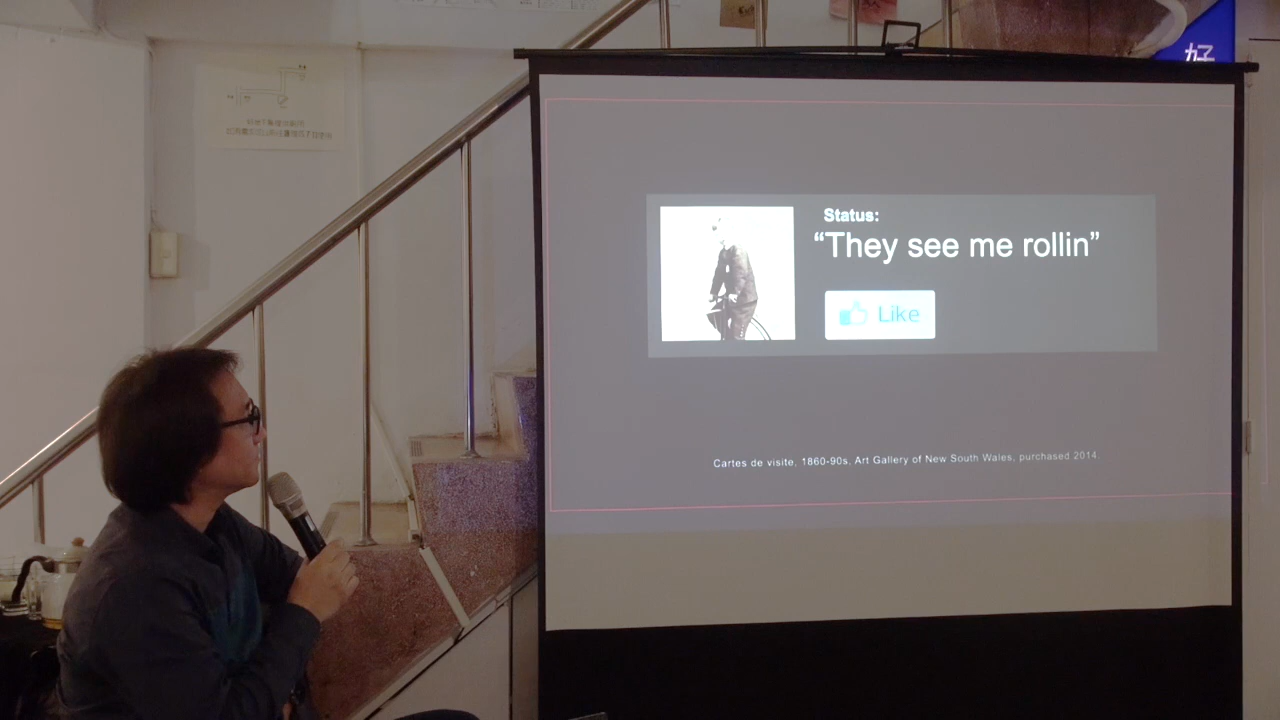 好
Status:
“They see me rollin”
Like
Cartes de visite, 1860-90s, Art Gallery of New South Wales, purchased 2014.